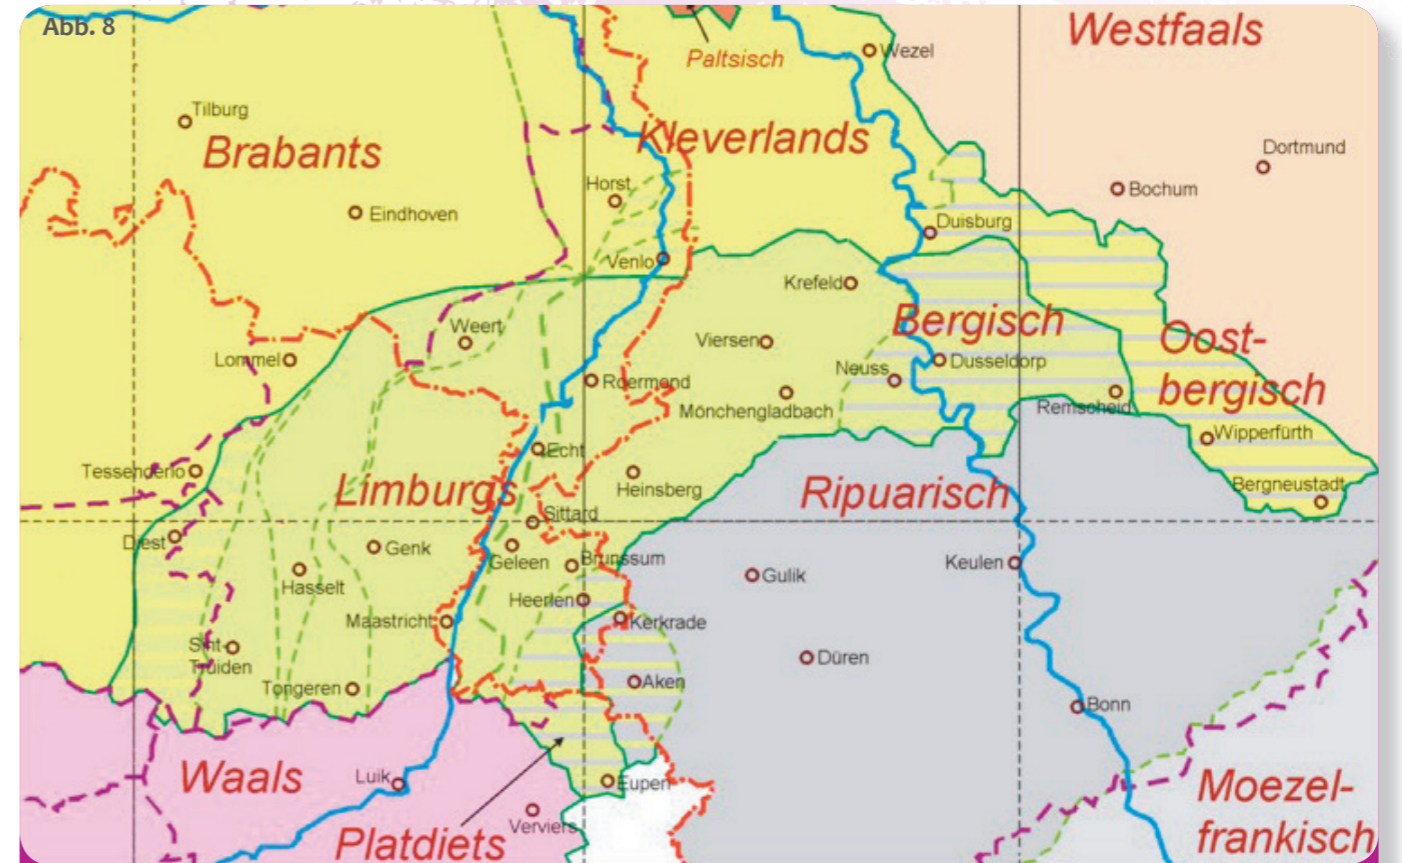 Abb. 8
Westfaals
Paltsisch
Wezel
Tilburg
Brabants
Kleverlands
Dortmund
Horst
Bochum
Eindhoven
Duisburg
Venlo
Krefeld
Weert
Bergisch
Oost-
bergisch
Lommel
Viersen
Neuss
Dusseldorp
Roermond
Mönchengladbach
Remscheid
Wipperfürth
Echt
Tessenderlo
Limburgs
Heinsberg
Ripuarisch
Bergneustadt
Sittard
Diest
Genk
Geleen
Brunssum
Keulen
Gulik
Hasselt
Heerlen
Maastricht
Kerkrade
Sint-
Truiden
Düren
Tongeren
Aken
Bonn
Waals
Luik
Eupen
Moezel-
frankisch
Verviers
Platdiets